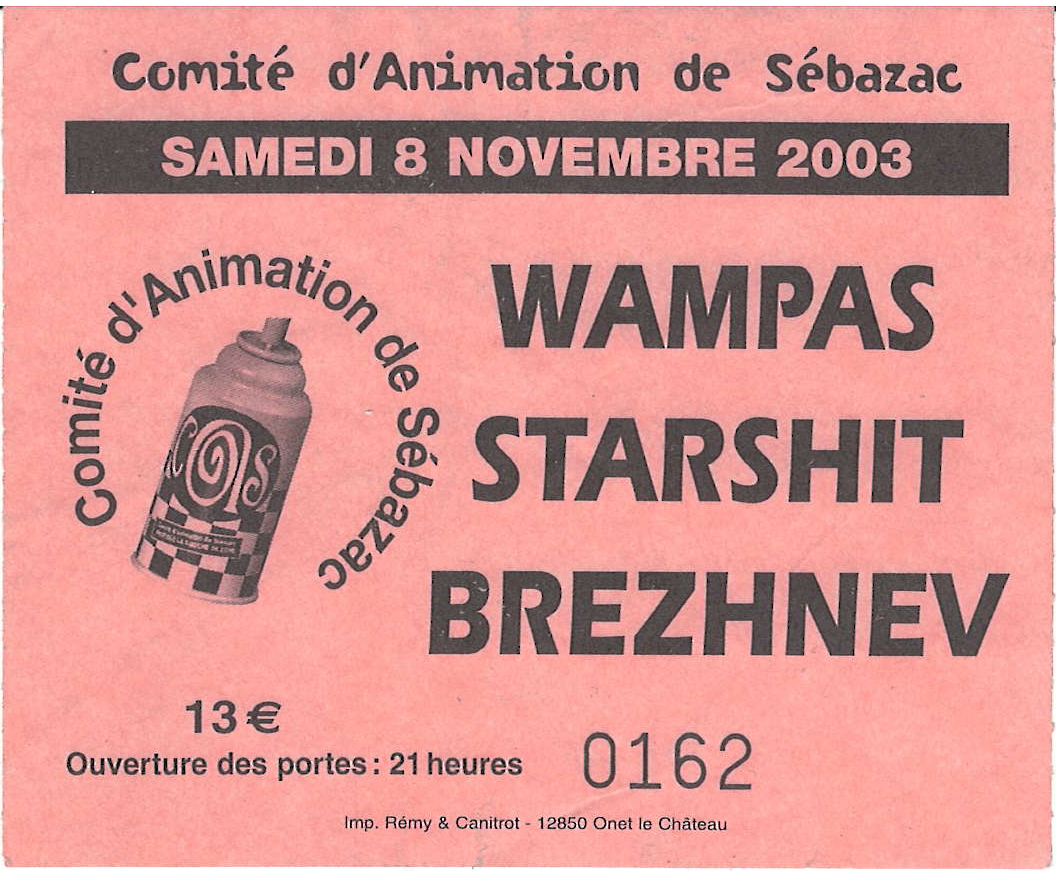 Comité d'Animation de Sébazac
SAMEDI 8 NOVEMBRE 2003
Comité d'Animation de Sébazac
WAMPAS
STARSHIT
BREZHNEV
13 €
Ouverture des portes : 21 heures
0162
Imp. Rémy & Canitrot - 12850 Onet le Château